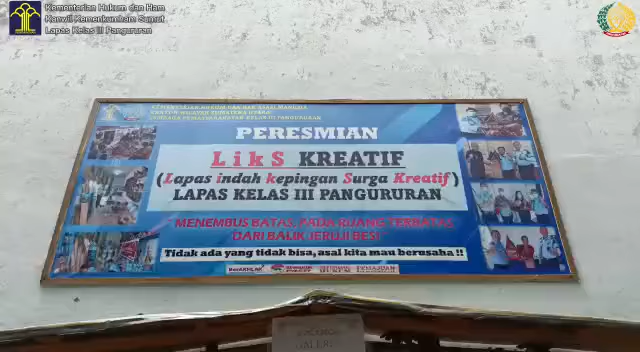 Kementerian Hukum dan Ham
Kanwil Kemenkumham Sumut
Lapas Kelas III Pangururan
KEMENTERIAN HUKUM DAN HAK ASASI MANUSIA
KANTOR WILAYAH SUMATERA UTARA
LEMBAGA PEMASYARAKATAN KELAS III PANGURURAN
PERESMIAN
LikS KREATIF
(Lapas indah kepingan Surga Kreatif)
LAPAS KELAS III PANGURURAN
"MENEMBUS BATAS, PADA RUANG TERBATAS,
DARI BALIK JERUJI BESI"
Tidak ada yang tidak bisa, asal kita mau berusaha !!
BerAKHLAK